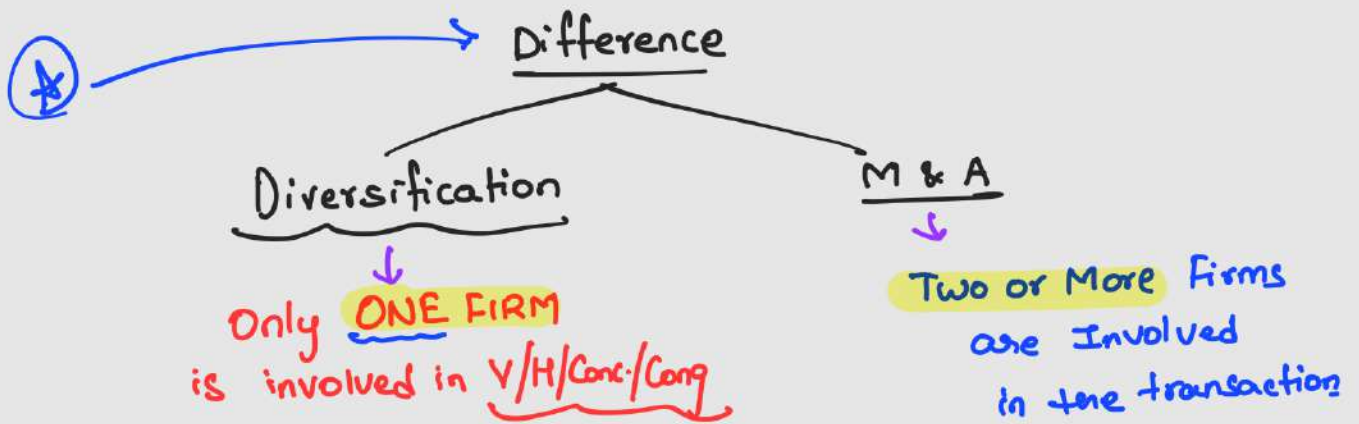 Difference
Diversification
M & A
Only ONE FIRM
is involved in V/H/Conc./Cong
Two or More Firms
are Involved
in the transaction